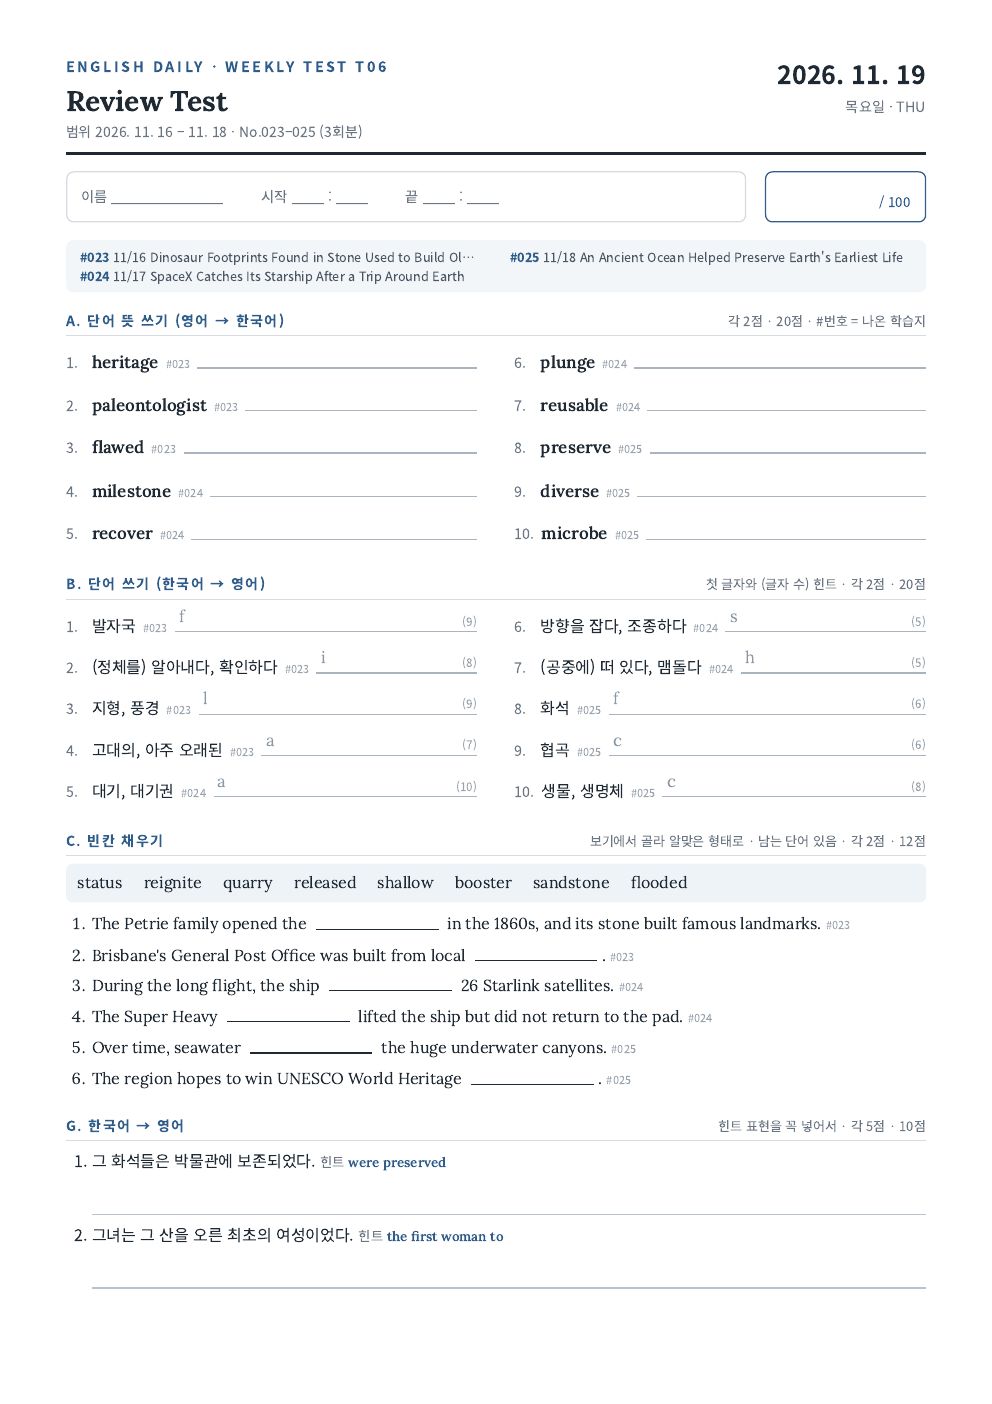 ENGLISH DAILY · WEEKLY TEST T06
Review Test
범위 2026. 11. 16 – 11. 18 · No.023–025 (3회분)
2026. 11. 19
목요일 · THU
이름 ____________ 시작 ____ : ____ 끝 ____ : ____
/ 100
#023 11/16 Dinosaur Footprints Found in Stone Used to Build Ol…
#024 11/17 SpaceX Catches Its Starship After a Trip Around Earth
#025 11/18 An Ancient Ocean Helped Preserve Earth's Earliest Life
A. 단어 뜻 쓰기 (영어 → 한국어)
각 2점 · 20점 · #번호 = 나온 학습지
1. heritage #023
2. paleontologist #023
3. flawed #023
4. milestone #024
5. recover #024
6. plunge #024
7. reusable #024
8. preserve #025
9. diverse #025
10. microbe #025
B. 단어 쓰기 (한국어 → 영어)
첫 글자와 (글자 수) 힌트 · 각 2점 · 20점
1. 발자국 #023 f (9)
2. (정체를) 알아내다, 확인하다 #023 i (8)
3. 지형, 풍경 #023 l (9)
4. 고대의, 아주 오래된 #023 a (7)
5. 대기, 대기권 #024 a (10)
6. 방향을 잡다, 조종하다 #024 s (5)
7. (공중에) 떠 있다, 맴돌다 #024 h (5)
8. 화석 #025 f (6)
9. 협곡 #025 c (6)
10. 생물, 생명체 #025 c (8)
C. 빈칸 채우기
보기에서 골라 알맞은 형태로 · 남는 단어 있음 · 각 2점 · 12점
status reignite quarry released shallow booster sandstone flooded
1. The Petrie family opened the ____________ in the 1860s, and its stone built famous landmarks. #023
2. Brisbane's General Post Office was built from local ____________ . #023
3. During the long flight, the ship ____________ 26 Starlink satellites. #024
4. The Super Heavy ____________ lifted the ship but did not return to the pad. #024
5. Over time, seawater ____________ the huge underwater canyons. #025
6. The region hopes to win UNESCO World Heritage ____________ . #025
G. 한국어 → 영어
힌트 표현을 꼭 넣어서 · 각 5점 · 10점
1. 그 화석들은 박물관에 보존되었다. 힌트 were preserved
2. 그녀는 그 산을 오른 최초의 여성이었다. 힌트 the first woman to